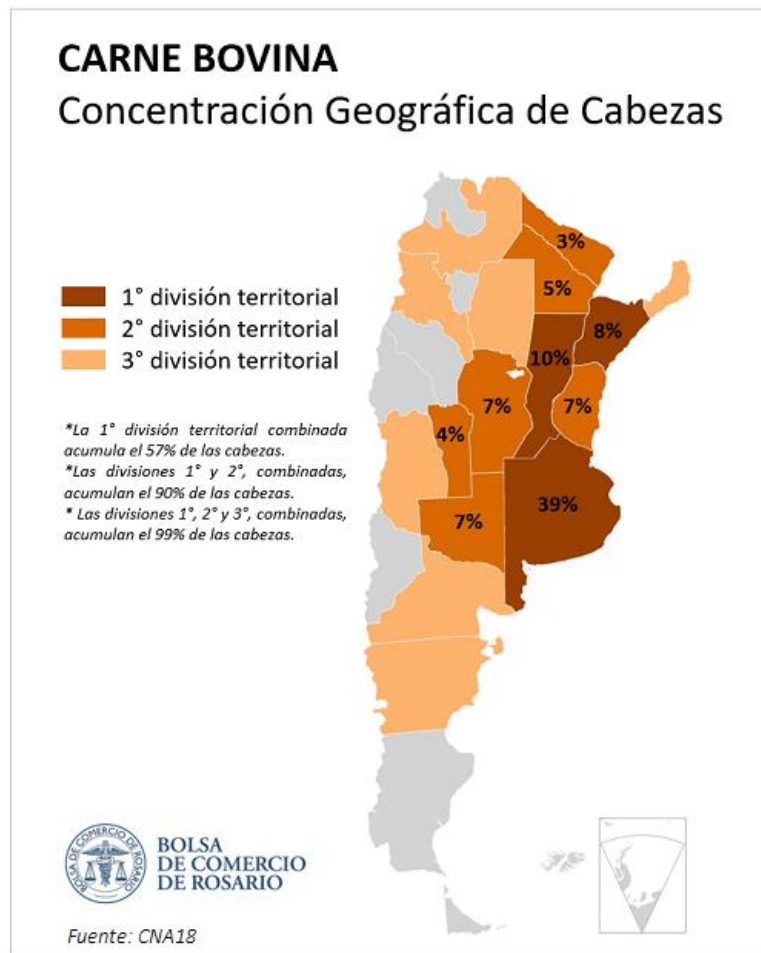 CARNE BOVINA
Concentración Geográfica de Cabezas
1° división territorial
2° división territorial
3° división territorial
*La 1° división territorial combinada
acumula el 57% de las cabezas.
*Las divisiones 1° y 2°, combinadas,
acumulan el 90% de las cabezas.
* Las divisiones 1°, 2° y 3°, combinadas,
acumulan el 99% de las cabezas.
3%
5%
8%
10%
7%
7%
4%
39%
7%
BOLSA DE COMERCIO DE ROSARIO
BOLSA
DE COMERCIO
DE ROSARIO
Fuente: CNA18